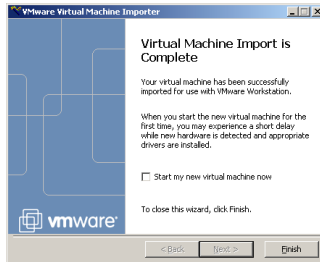 VMware Virtual Machine Importer
Virtual Machine Import is
Complete
Your virtual machine has been successfully
imported for use with VMware Workstation.
When you start the new virtual machine for the
first time, you may experience a short delay
while new hardware is detected and appropriate
drivers are installed.
Start my new virtual machine now
To close this wizard, click Finish.
vmware®
< Back
Next >
Finish